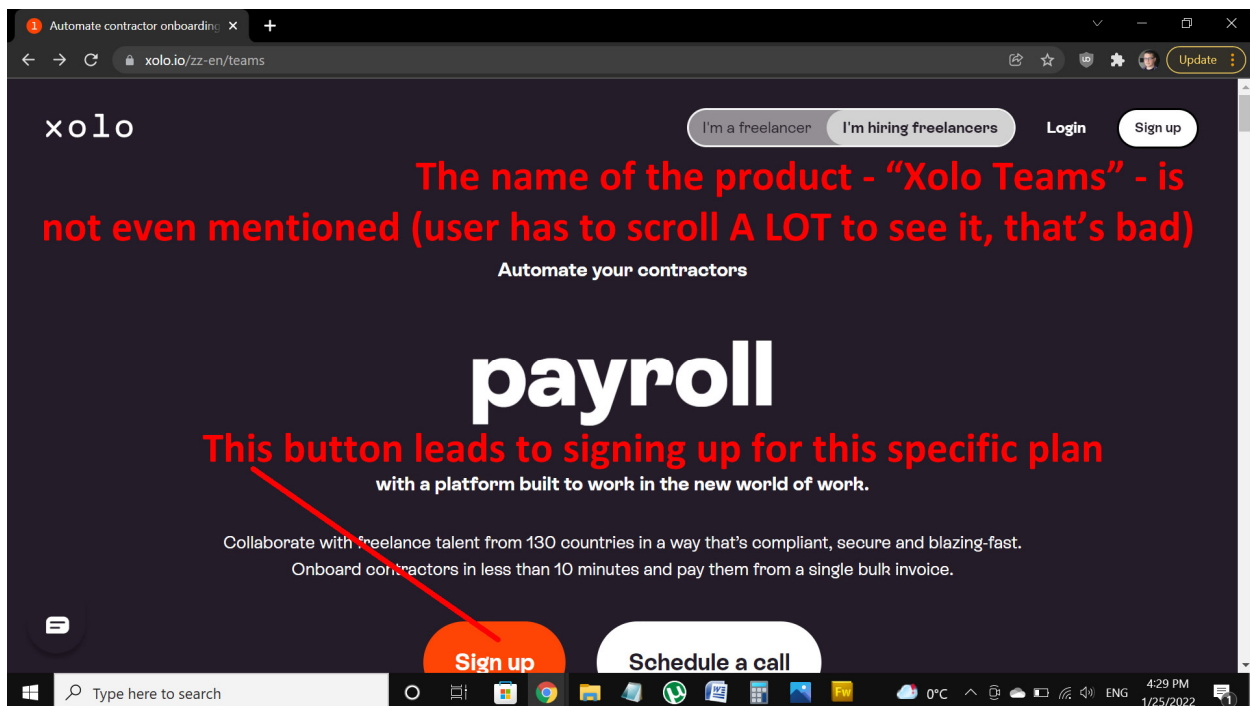 Automate contractor onboarding
xolo.io/zz-en/teams
Update
xolo
I'm a freelancer
I'm hiring freelancers
Login
Sign up
The name of the product - “Xolo Teams” - is
not even mentioned (user has to scroll A LOT to see it, that’s bad)
Automate your contractors
payroll
This button leads to signing up for this specific plan
with a platform built to work in the new world of work.
Collaborate with freelance talent from 130 countries in a way that's compliant, secure and blazing-fast.
Onboard contractors in less than 10 minutes and pay them from a single bulk invoice.
Sign up
Schedule a call
Type here to search
Fw
0°C
ENG
4:29 PM
1/25/2022
1